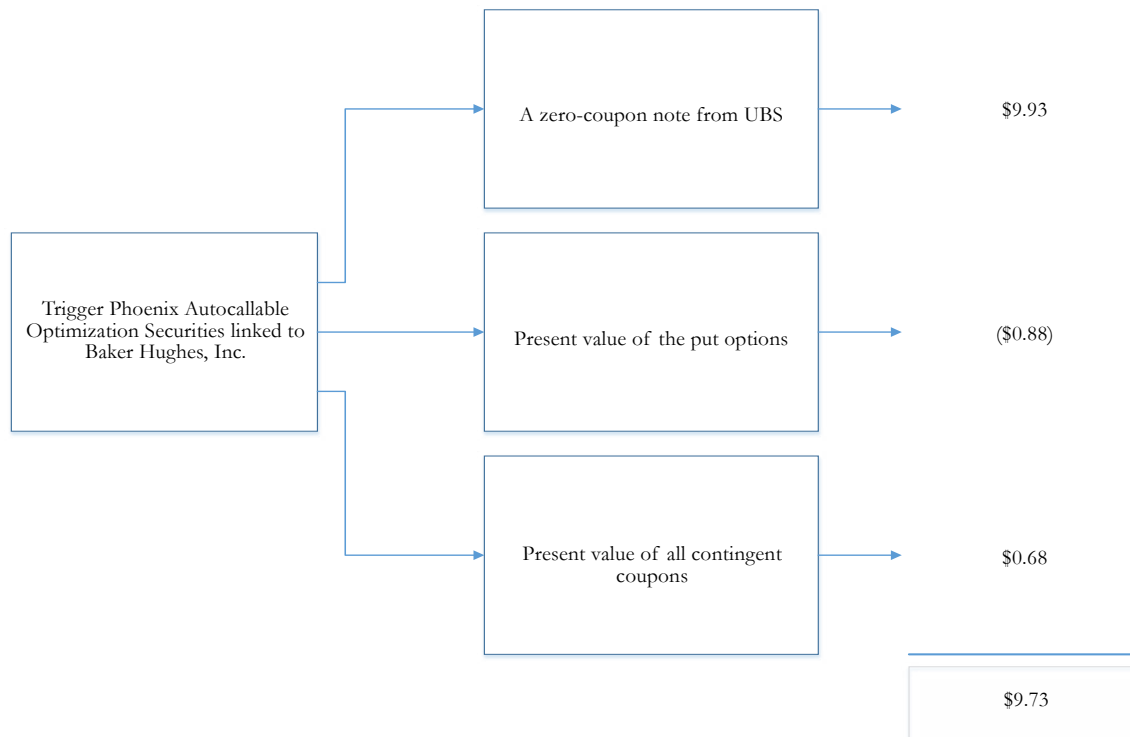 A zero-coupon note from UBS
$9.93
Trigger Phoenix Autocallable
Optimization Securities linked to
Baker Hughes, Inc.
Present value of the put options
($0.88)
Present value of all contingent
coupons
$0.68
$9.73